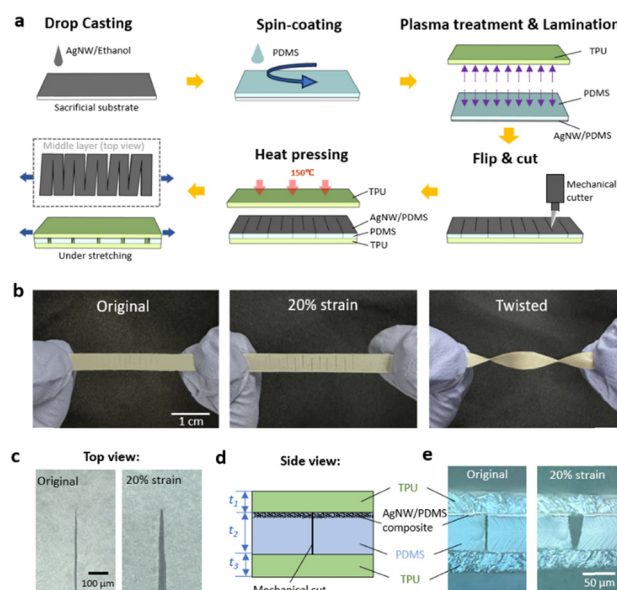 a
Drop Casting
Spin-coating
Plasma treatment & Lamination
AgNW/Ethanol
PDMS
TPU
Sacrificial substrate
PDMS
AgNW/PDMS
Middle layer (top view)
Heat pressing
Flip & cut
150℃
TPU
Mechanical
cutter
AgNW/PDMS
PDMS
TPU
Under stretching
b
Original
20% strain
Twisted
1 cm
c
Top view:
d
Side view:
e
Original
20% strain
t1
t2
t3
TPU
AgNW/PDMS
composite
PDMS
TPU
Original
20% strain
100 μm
50 μm